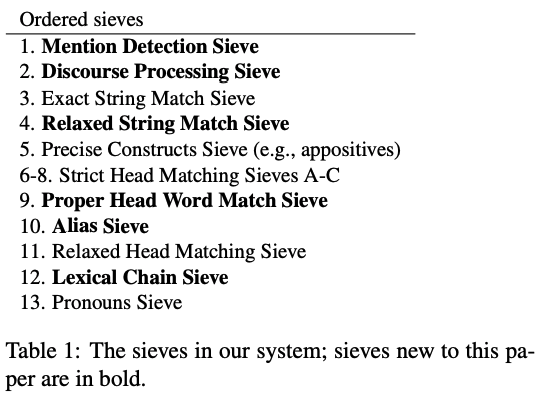 Ordered sieves
1. Mention Detection Sieve
2. Discourse Processing Sieve
3. Exact String Match Sieve
4. Relaxed String Match Sieve
5. Precise Constructs Sieve (e.g., appositives)
6-8. Strict Head Matching Sieves A-C
9. Proper Head Word Match Sieve
10. Alias Sieve
11. Relaxed Head Matching Sieve
12. Lexical Chain Sieve
13. Pronouns Sieve
Table 1: The sieves in our system; sieves new to this pa-
per are in bold.